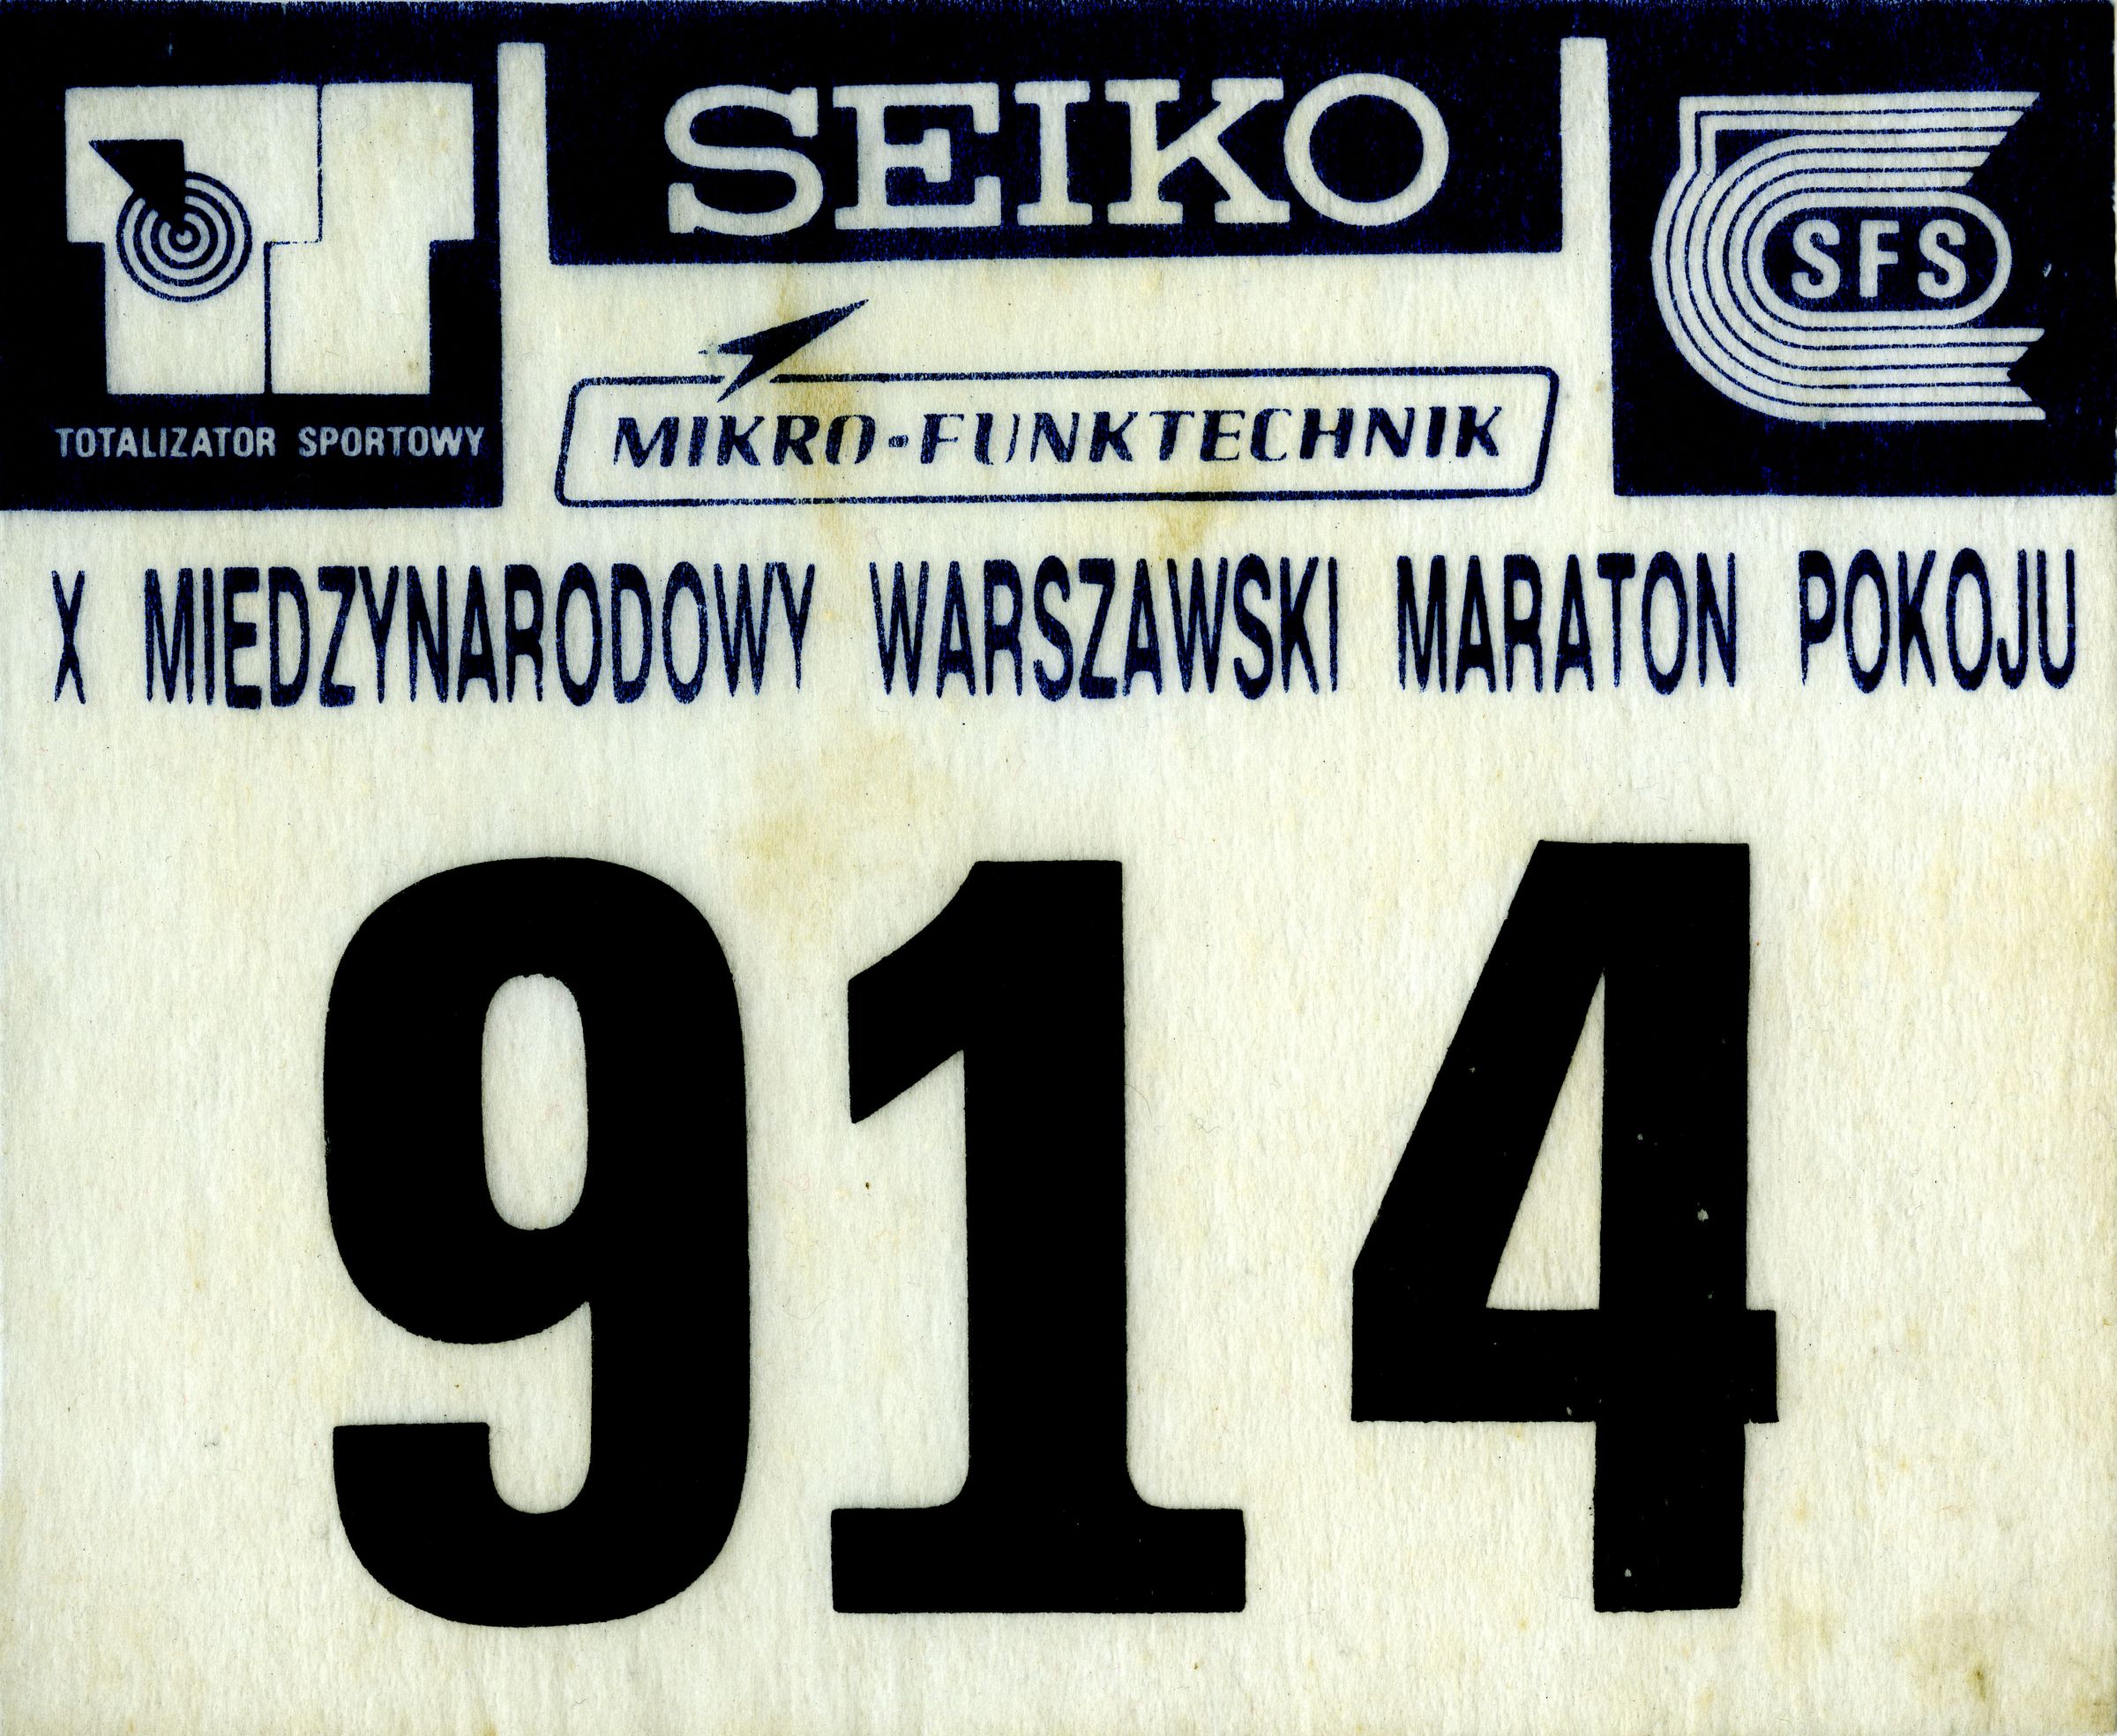 SEIKO
SFS
TOTALIZATOR SPORTOWY
MIKRO-FUNKTECHNIK
X MIEDZYNARODOWY WARSZAWSKI MARATON POKOJU
914